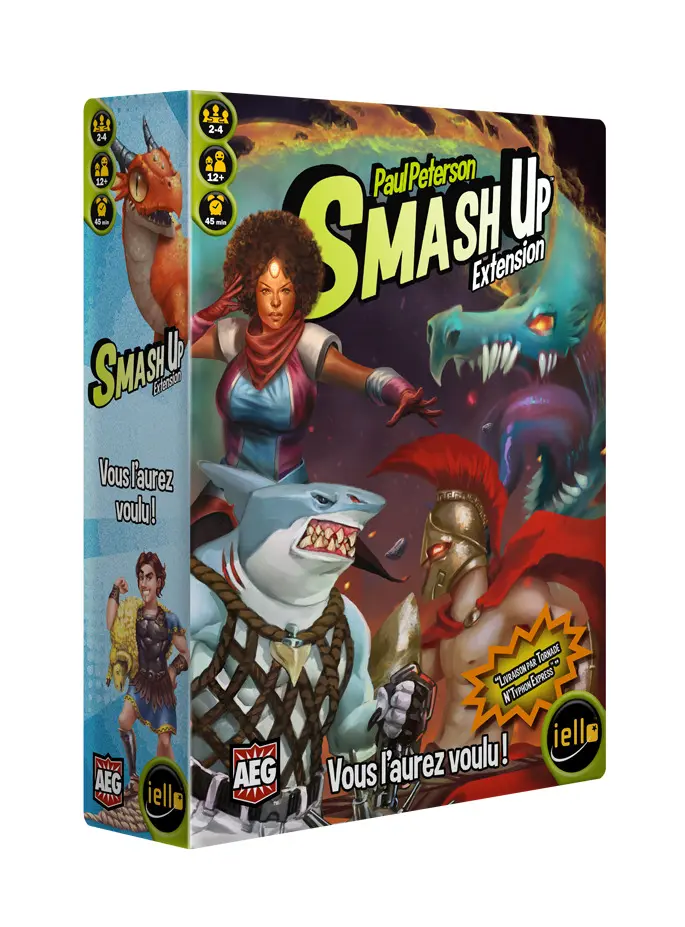 2-4
12+
45 min
Smash Up
Extension
Vous l'aurez
voulu !
AEG
iello
2-4
12+
45 min
Paul Peterson
Smash Up™
Extension
"Livraison par Tornade
N'Typhon Express"
Vous l'aurez voulu !
AEG
iello